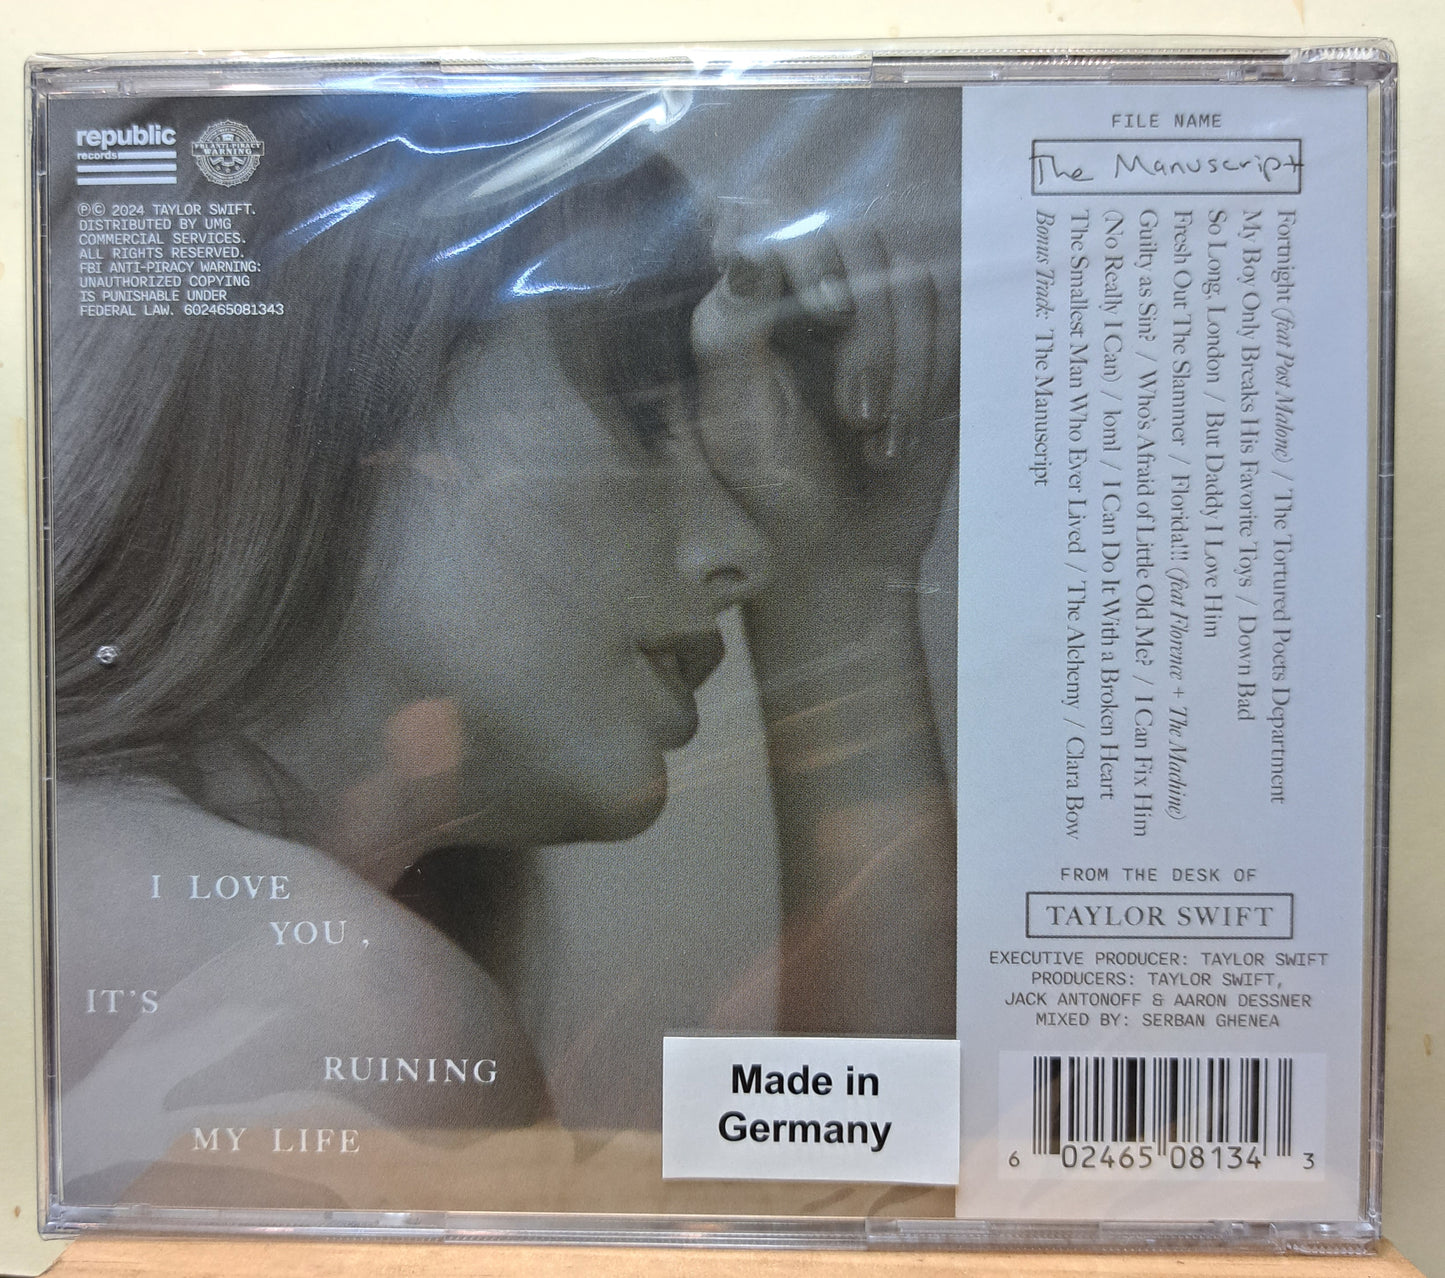 republic
records
FBI ANTI-PIRACY
WARNING
℗© 2024 TAYLOR SWIFT.
DISTRIBUTED BY UMG
COMMERCIAL SERVICES.
ALL RIGHTS RESERVED.
FBI ANTI-PIRACY WARNING:
UNAUTHORIZED COPYING
IS PUNISHABLE UNDER
FEDERAL LAW. 602465081343
I LOVE
YOU,
IT'S
RUINING
MY LIFE
Made in
Germany
FILE NAME
The Manuscript
Fortnight (feat Post Malone) / The Tortured Poets Department
My Boy Only Breaks His Favorite Toys / Down Bad
So Long, London / But Daddy I Love Him
Fresh Out The Slammer / Florida!!! (feat Florence + The Machine)
Guilty as Sin? / Who's Afraid of Little Old Me? / I Can Fix Him
(No Really I Can) / loml / I Can Do It With a Broken Heart
The Smallest Man Who Ever Lived / The Alchemy / Clara Bow
Bonus Track: The Manuscript
FROM THE DESK OF
TAYLOR SWIFT
EXECUTIVE PRODUCER: TAYLOR SWIFT
PRODUCERS: TAYLOR SWIFT,
JACK ANTONOFF & AARON DESSNER
MIXED BY: SERBAN GHENEA
6 02465 08134 3